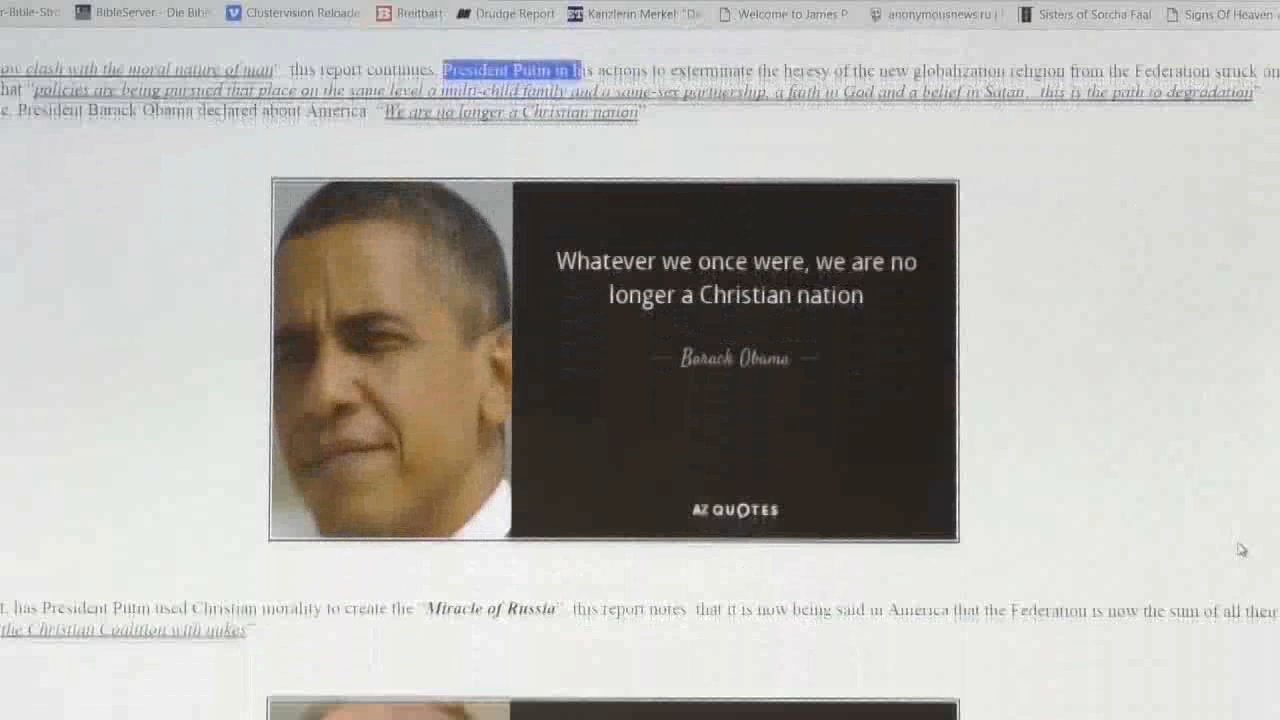 r-Bible-Str BibleServer - Die Bib Clustervision Reloade Breitbart Drudge Report Kanzlerin Merkel "De Welcome to James P anonymousnews.ru | Sisters of Sorcha Faal Signs Of Heaven
ow clash with the moral nature of man" this report continues, President Putin in his actions to exterminate the heresy of the new globalization religion from the Federation struck
hat "policies are being pursued that place on the same level a multi-child family and a same-sex partnership, a faith in God and a belief in Satan, this is the path to degradation"
e, President Barack Obama declared about America "We are no longer a Christian nation"
Whatever we once were, we are no
longer a Christian nation
Barack Obama
AZ QUOTES
t, has President Putin used Christian morality to create the "Miracle of Russia" this report notes, that it is now being said in America that the Federation is now the sum of all their
the Christian Coalition with nukes"